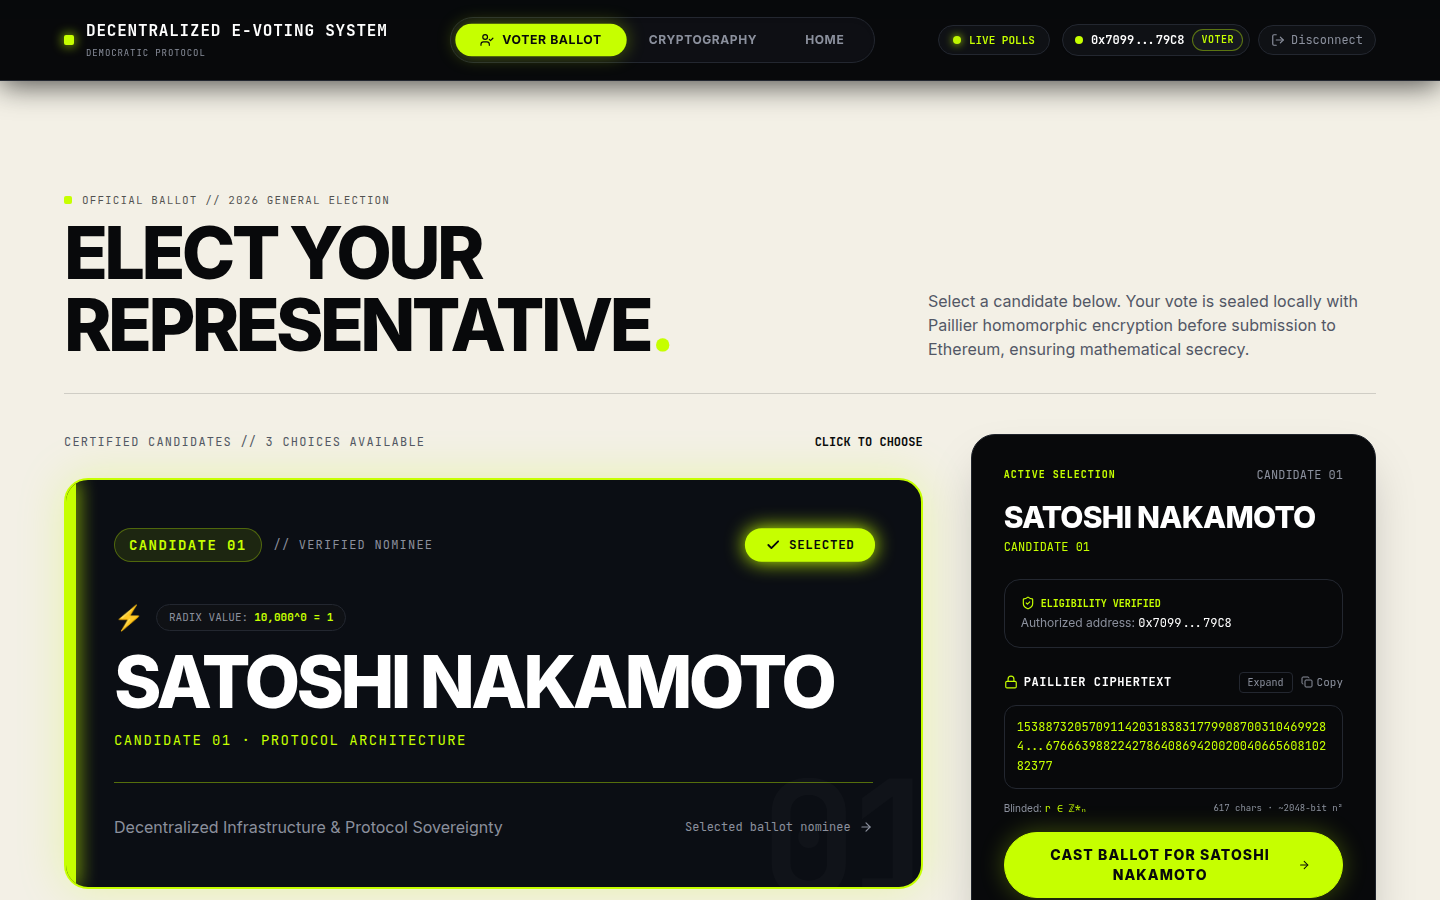 DECENTRALIZED E-VOTING SYSTEM
DEMOCRATIC PROTOCOL
VOTER BALLOT
CRYPTOGRAPHY
HOME
LIVE POLLS
0x7099...79C8 VOTER
Disconnect
OFFICIAL BALLOT // 2026 GENERAL ELECTION
ELECT YOUR
REPRESENTATIVE.
Select a candidate below. Your vote is sealed locally with
Paillier homomorphic encryption before submission to
Ethereum, ensuring mathematical secrecy.
CERTIFIED CANDIDATES // 3 CHOICES AVAILABLE
CLICK TO CHOOSE
CANDIDATE 01 // VERIFIED NOMINEE
SELECTED
RADIX VALUE: 10,000^0 = 1
SATOSHI NAKAMOTO
CANDIDATE 01 · PROTOCOL ARCHITECTURE
Decentralized Infrastructure & Protocol Sovereignty
Selected ballot nominee →
01
ACTIVE SELECTION
CANDIDATE 01
SATOSHI NAKAMOTO
CANDIDATE 01
ELIGIBILITY VERIFIED
Authorized address: 0x7099...79C8
PAILLIER CIPHERTEXT
Expand
Copy
1538873205709114203183831779908700310469928
4...676663988224278640869420020040665608102
82377
Blinded: r ∈ ℤ*ₙ
617 chars · ~2048-bit n²
CAST BALLOT FOR SATOSHI
NAKAMOTO →